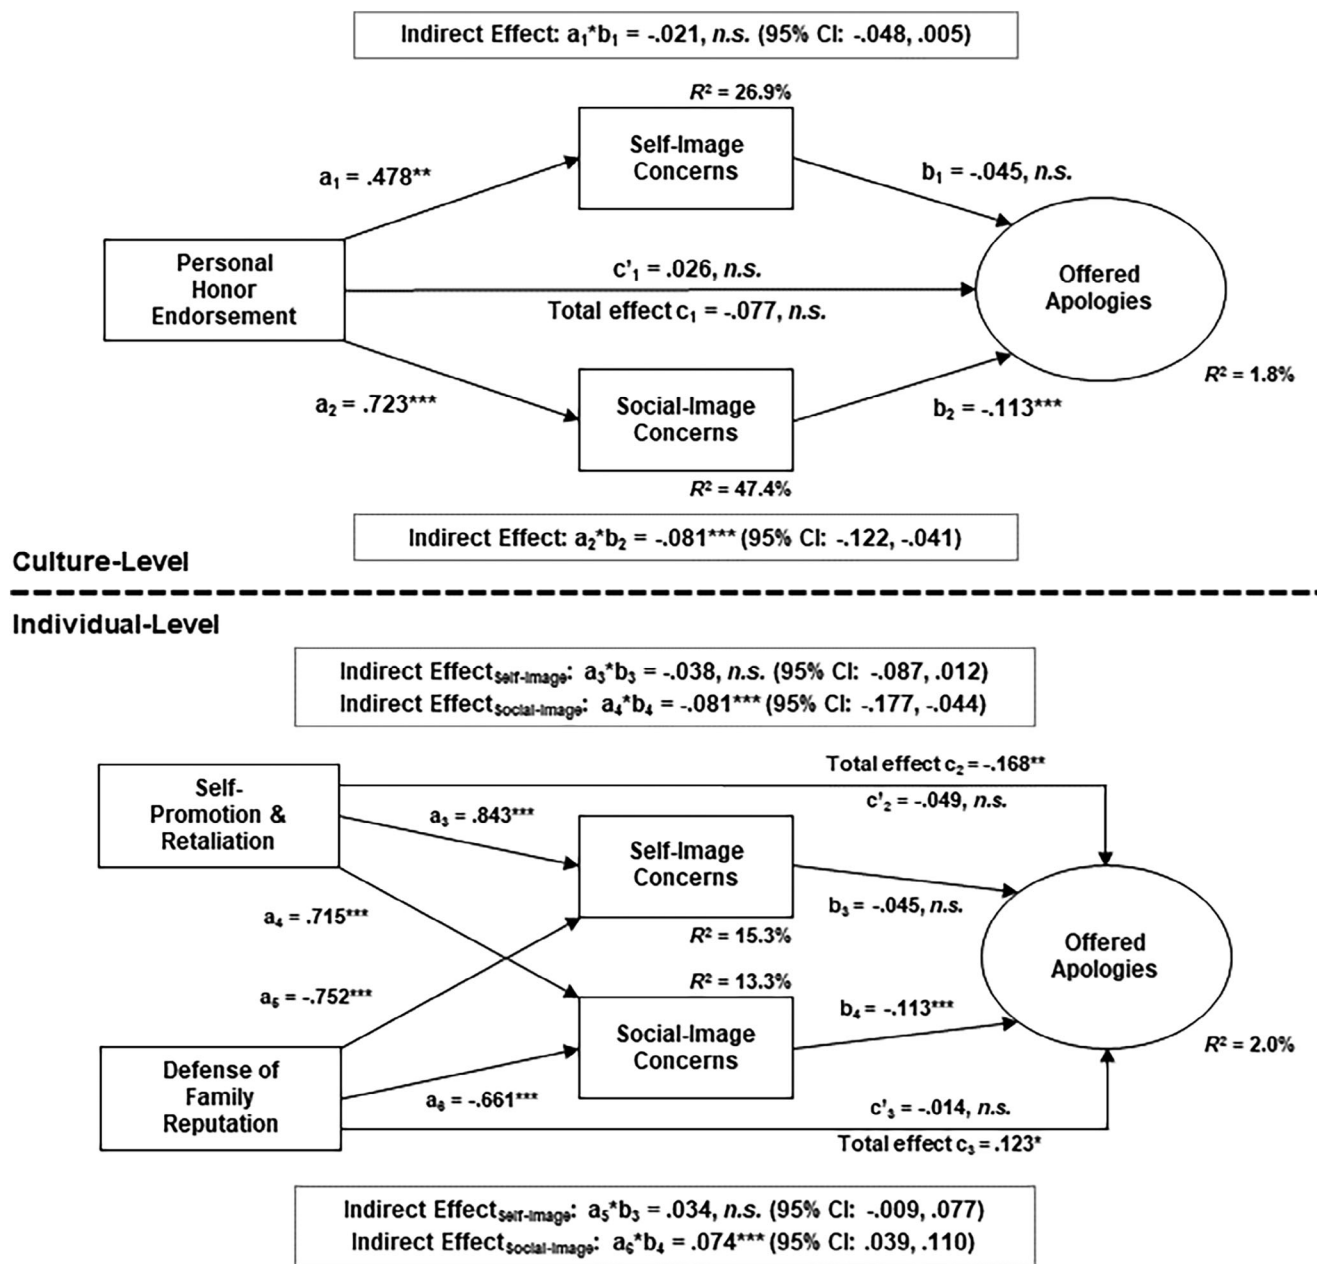 Indirect Effect: a₁*b₁ = -.021, n.s. (95% CI: -.048, .005)
R² = 26.9%
Self-Image
Concerns
a₁ = .478**
b₁ = -.045, n.s.
Personal
Honor
Endorsement
c'₁ = .026, n.s.
Total effect c₁ = -.077, n.s.
Offered
Apologies
R² = 1.8%
a₂ = .723***
Social-Image
Concerns
b₂ = -.113***
R² = 47.4%
Indirect Effect: a₂*b₂ = -.081*** (95% CI: -.122, -.041)
Culture-Level
Individual-Level
Indirect Effect Self-Image: a₃*b₃ = -.038, n.s. (95% CI: -.087, .012)
Indirect Effect Social-Image: a₄*b₄ = -.081*** (95% CI: -.177, -.044)
Total effect c₂ = -.168**
c'₂ = -.049, n.s.
Self-
Promotion &
Retaliation
a₃ = .843***
Self-Image
Concerns
b₃ = -.045, n.s.
R² = 15.3%
a₄ = .715***
Offered
Apologies
R² = 13.3%
a₅ = -.752***
Social-Image
Concerns
b₄ = -.113***
R² = 2.0%
Defense of
Family
Reputation
a₆ = -.661***
c'₃ = -.014, n.s.
Total effect c₃ = .123*
Indirect Effect Self-Image: a₅*b₃ = .034, n.s. (95% CI: -.009, .077)
Indirect Effect Social-Image: a₆*b₄ = .074*** (95% CI: .039, .110)